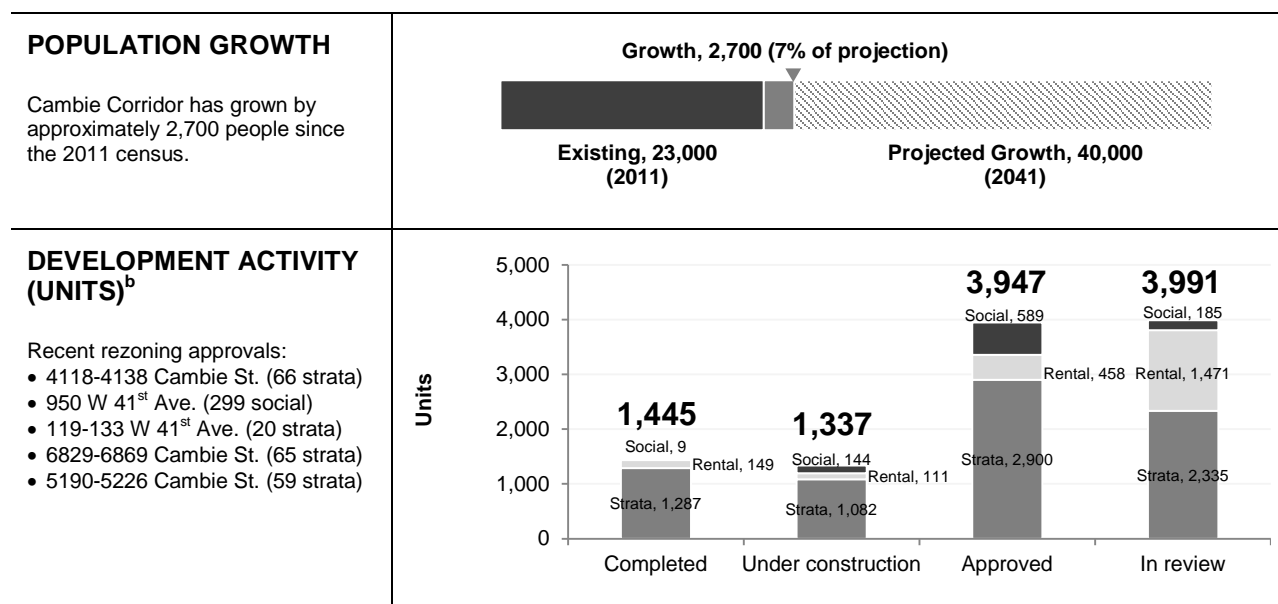 POPULATION GROWTH
Cambie Corridor has grown by
approximately 2,700 people since
the 2011 census.
Growth, 2,700 (7% of projection)
Existing, 23,000
(2011)
Projected Growth, 40,000
(2041)
DEVELOPMENT ACTIVITY
(UNITS)b
Recent rezoning approvals:
• 4118-4138 Cambie St. (66 strata)
• 950 W 41st Ave. (299 social)
• 119-133 W 41st Ave. (20 strata)
• 6829-6869 Cambie St. (65 strata)
• 5190-5226 Cambie St. (59 strata)
Units
5,000
4,000
3,000
2,000
1,000
0
1,445
Social, 9
Rental, 149
Strata, 1,287
Completed
1,337
Social, 144
Rental, 111
Strata, 1,082
Under construction
3,947
Social, 589
Rental, 458
Strata, 2,900
Approved
3,991
Social, 185
Rental, 1,471
Strata, 2,335
In review